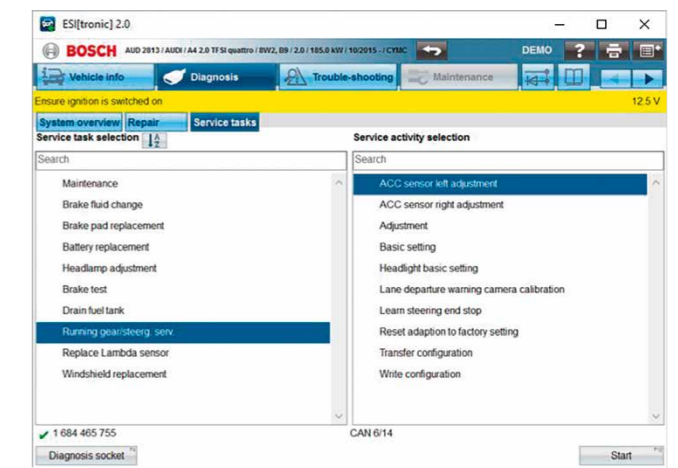 ESI[tronic] 2.0
BOSCH AUD 2813 / AUDI / A4 2.0 TFSI quattro / 8W2, B9 / 2.0 / 185.0 kW / 10/2015 - / CYMC DEMO ?
Vehicle info Diagnosis Trouble-shooting Maintenance
Ensure ignition is switched on 12.5 V
System overview Repair Service tasks
Service task selection Service activity selection
Search Search
Maintenance ACC sensor left adjustment
Brake fluid change ACC sensor right adjustment
Brake pad replacement Adjustment
Battery replacement Basic setting
Headlamp adjustment Headlight basic setting
Brake test Lane departure warning camera calibration
Drain fuel tank Learn steering end stop
Running gear/steerg. serv. Reset adaption to factory setting
Replace Lambda sensor Transfer configuration
Windshield replacement Write configuration
1 684 465 755 CAN 6/14
Diagnosis socket Start